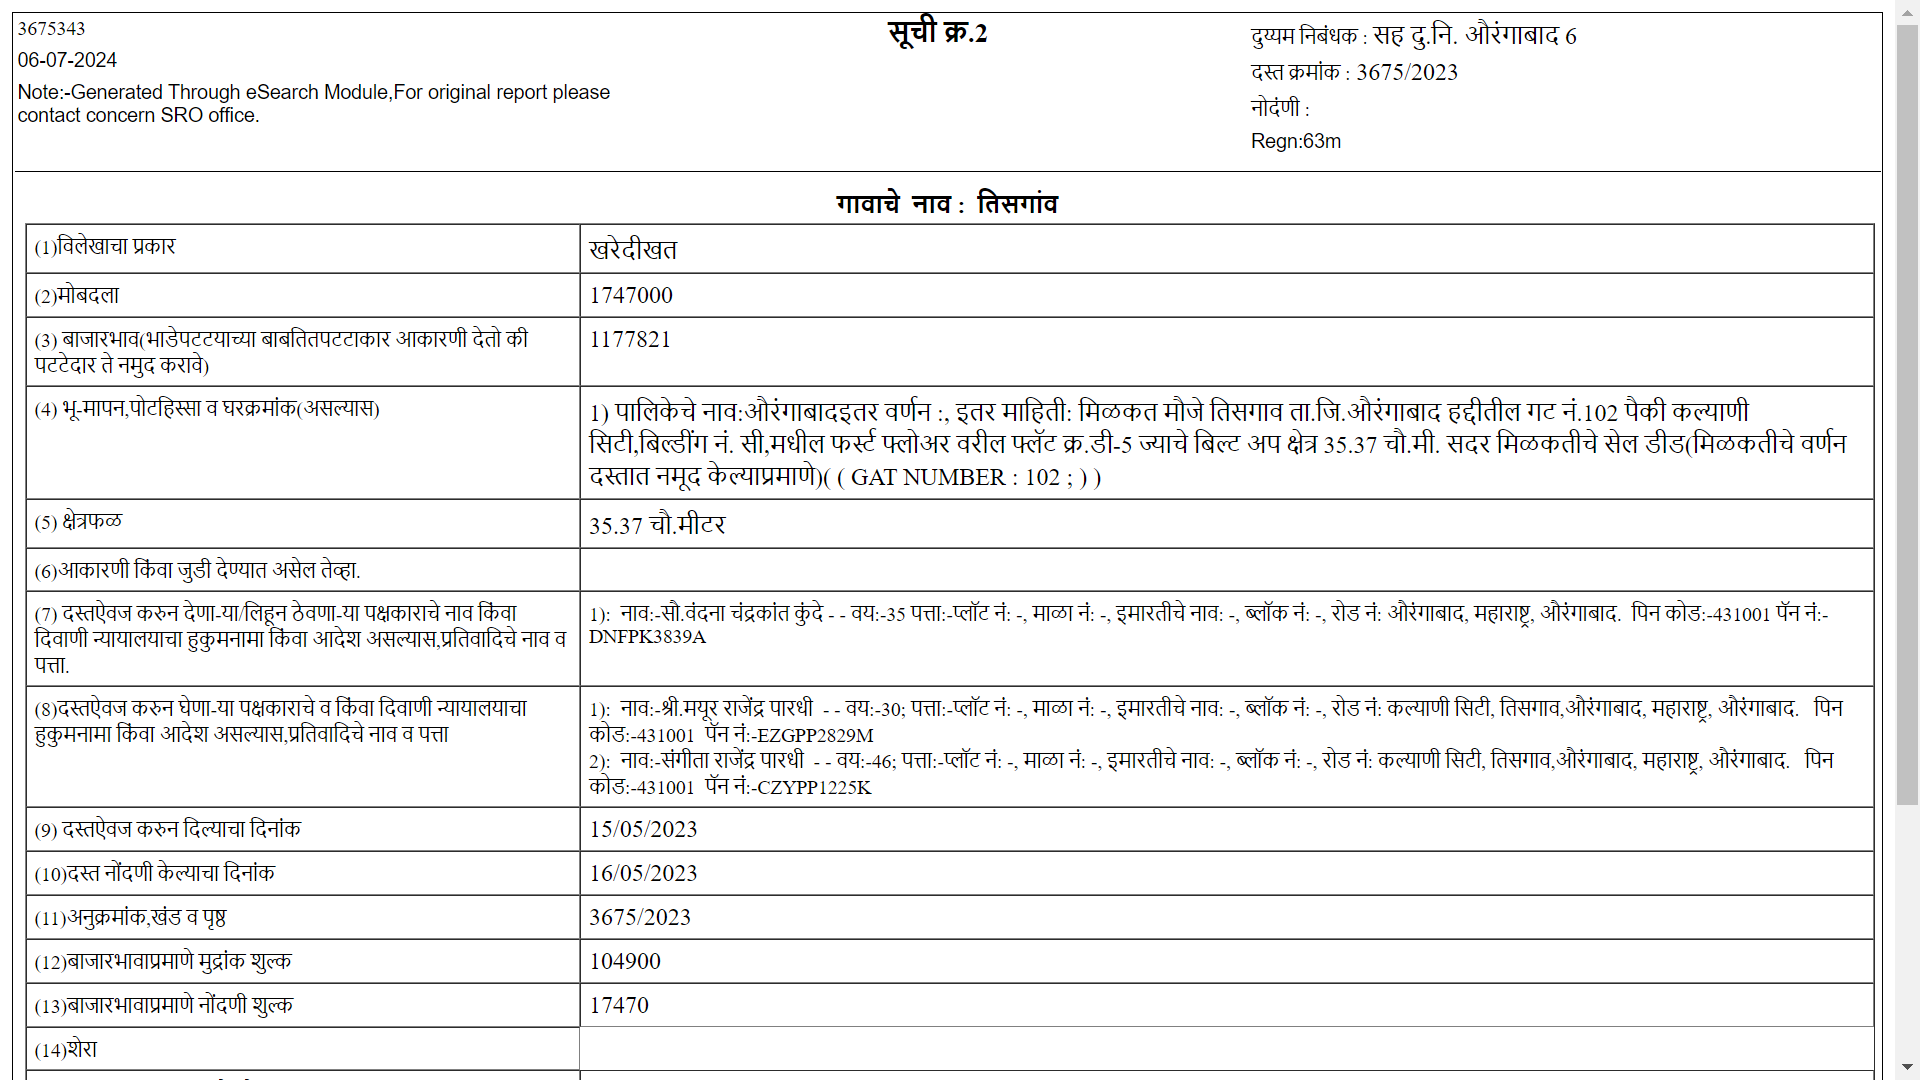 3675343
06-07-2024
Note:-Generated Through eSearch Module,For original report please
contact concern SRO office.
सूची क्र.2
दुय्यम निबंधक : सह दु.नि. औरंगाबाद 6
दस्त क्रमांक : 3675/2023
नोदंणी :
Regn:63m
गावाचे नाव : तिसगांव
(1)विलेखाचा प्रकार
खरेदीखत
(2)मोबदला
1747000
(3) बाजारभाव(भाडेपटटयाच्या बाबतितपटटाकार आकारणी देतो की
पटटेदार ते नमुद करावे)
1177821
(4) भू-मापन,पोटहिस्सा व घरक्रमांक(असल्यास)
1) पालिकेचे नाव:औरंगाबादइतर वर्णन :, इतर माहिती: मिळकत मौजे तिसगाव ता.जि.औरंगाबाद हद्दीतील गट नं.102 पैकी कल्याणी
सिटी,बिल्डींग नं. सी,मधील फर्स्ट फ्लोअर वरील फ्लॅट क्र.डी-5 ज्याचे बिल्ट अप क्षेत्र 35.37 चौ.मी. सदर मिळकतीचे सेल डीड(मिळकतीचे वर्णन
दस्तात नमूद केल्याप्रमाणे)( ( GAT NUMBER : 102 ; ) )
(5) क्षेत्रफळ
35.37 चौ.मीटर
(6)आकारणी किंवा जुडी देण्यात असेल तेव्हा.
(7) दस्तऐवज करुन देणा-या/लिहून ठेवणा-या पक्षकाराचे नाव किंवा
दिवाणी न्यायालयाचा हुकुमनामा किंवा आदेश असल्यास,प्रतिवादिचे नाव व
पत्ता.
1): नाव:-सौ.वंदना चंद्रकांत कुंदे - - वय:-35 पत्ता:-प्लॉट नं: -, माळा नं: -, इमारतीचे नाव: -, ब्लॉक नं: -, रोड नं: औरंगाबाद, महाराष्ट्र, औरंगाबाद. पिन कोड:-431001 पॅन नं:-
DNFPK3839A
(8)दस्तऐवज करुन घेणा-या पक्षकाराचे व किंवा दिवाणी न्यायालयाचा
हुकुमनामा किंवा आदेश असल्यास,प्रतिवादिचे नाव व पत्ता
1): नाव:-श्री.मयूर राजेंद्र पारधी - - वय:-30; पत्ता:-प्लॉट नं: -, माळा नं: -, इमारतीचे नाव: -, ब्लॉक नं: -, रोड नं: कल्याणी सिटी, तिसगाव,औरंगाबाद, महाराष्ट्र, औरंगाबाद. पिन
कोड:-431001 पॅन नं:-EZGPP2829M
2): नाव:-संगीता राजेंद्र पारधी - - वय:-46; पत्ता:-प्लॉट नं: -, माळा नं: -, इमारतीचे नाव: -, ब्लॉक नं: -, रोड नं: कल्याणी सिटी, तिसगाव,औरंगाबाद, महाराष्ट्र, औरंगाबाद. पिन
कोड:-431001 पॅन नं:-CZYPP1225K
(9) दस्तऐवज करुन दिल्याचा दिनांक
15/05/2023
(10)दस्त नोंदणी केल्याचा दिनांक
16/05/2023
(11)अनुक्रमांक,खंड व पृष्ठ
3675/2023
(12)बाजारभावाप्रमाणे मुद्रांक शुल्क
104900
(13)बाजारभावाप्रमाणे नोंदणी शुल्क
17470
(14)शेरा